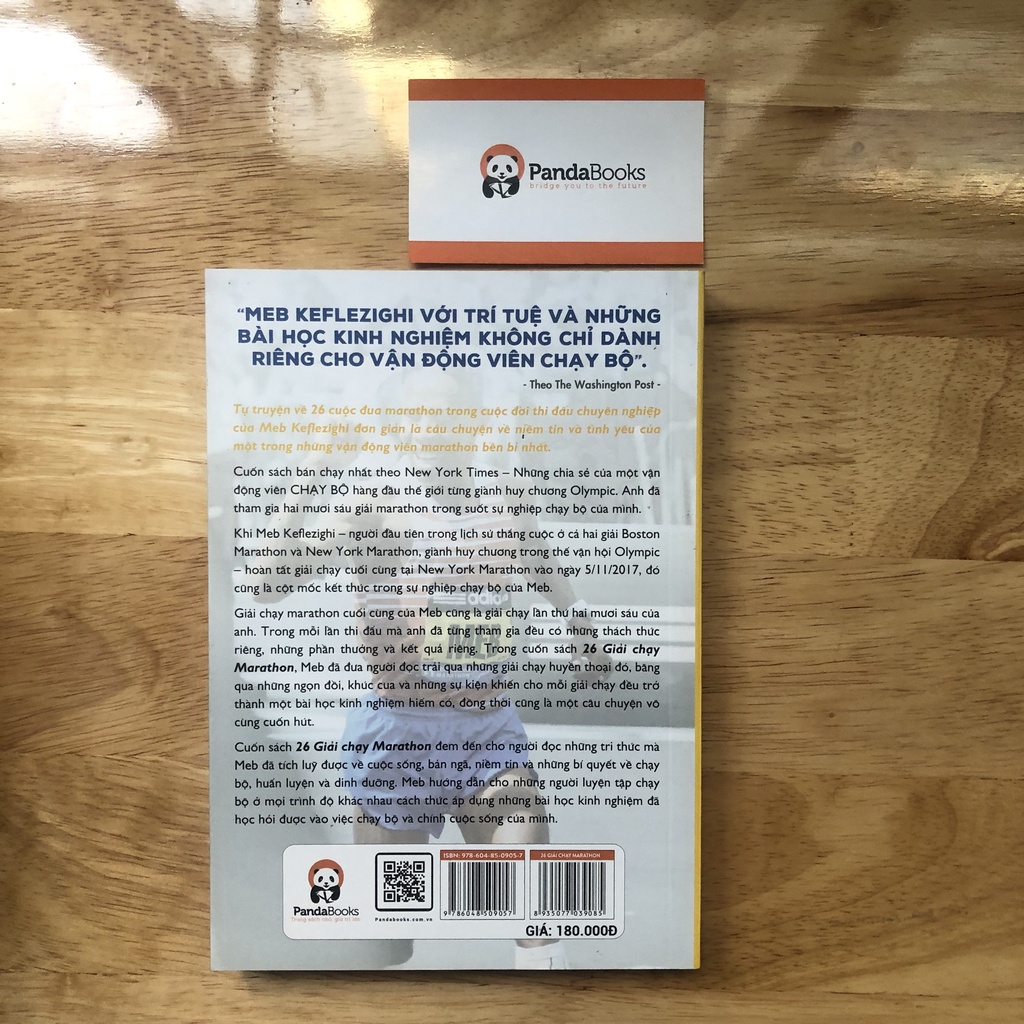 PandaBooks
bridge you to the future
“MEB KEFLEZIGHI VỚI TRÍ TUỆ VÀ NHỮNG
BÀI HỌC KINH NGHIỆM KHÔNG CHỈ DÀNH
RIÊNG CHO VẬN ĐỘNG VIÊN CHẠY BỘ”.
- Theo The Washington Post -
Tự truyện về 26 cuộc đua marathon trong cuộc đời thi đấu chuyên nghiệp
của Meb Keflezighi đơn giản là câu chuyện về niềm tin và tình yêu của
một trong những vận động viên marathon bền bỉ nhất.
Cuốn sách bán chạy nhất theo New York Times – Những chia sẻ của một vận
động viên CHẠY BỘ hàng đầu thế giới từng giành huy chương Olympic. Anh đã
tham gia hai mươi sáu giải marathon trong suốt sự nghiệp chạy bộ của mình.
Khi Meb Keflezighi – người đầu tiên trong lịch sử thắng cuộc ở cả hai giải Boston
Marathon và New York Marathon, giành huy chương trong thế vận hội Olympic
– hoàn tất giải chạy cuối cùng tại New York Marathon vào ngày 5/11/2017, đó
cũng là cột mốc kết thúc trong sự nghiệp chạy bộ của Meb.
Giải chạy marathon cuối cùng của Meb cũng là giải chạy lần thứ hai mươi sáu của
anh. Trong mỗi lần thi đấu mà anh đã từng tham gia đều có những thách thức
riêng, những phần thưởng và kết quả riêng. Trong cuốn sách 26 Giải chạy
Marathon, Meb đã đưa người đọc trải qua những giải chạy huyền thoại đó, băng
qua những ngọn đồi, khúc cua và những sự kiện khiến cho mỗi giải chạy đều trở
thành một bài học kinh nghiệm hiếm có, đồng thời cũng là một câu chuyện vô
cùng cuốn hút.
Cuốn sách 26 Giải chạy Marathon đem đến cho người đọc những tri thức mà
Meb đã tích luỹ được về cuộc sống, bản ngã, niềm tin và những bí quyết về chạy
bộ, huấn luyện và dinh dưỡng. Meb hướng dẫn cho những người luyện tập chạy
bộ ở mọi trình độ khác nhau cách thức áp dụng những bài học kinh nghiệm đã
học hỏi được vào việc chạy bộ và chính cuộc sống của mình.
adidas
MEB
PandaBooks
Trang sách nhỏ, giá trị lớn
Pandabooks.com.vn
ISBN: 978-604-85-0905-7
9 786048 509057
26 GIẢI CHẠY MARATHON
8 935077 039085
GIÁ: 180.000Đ